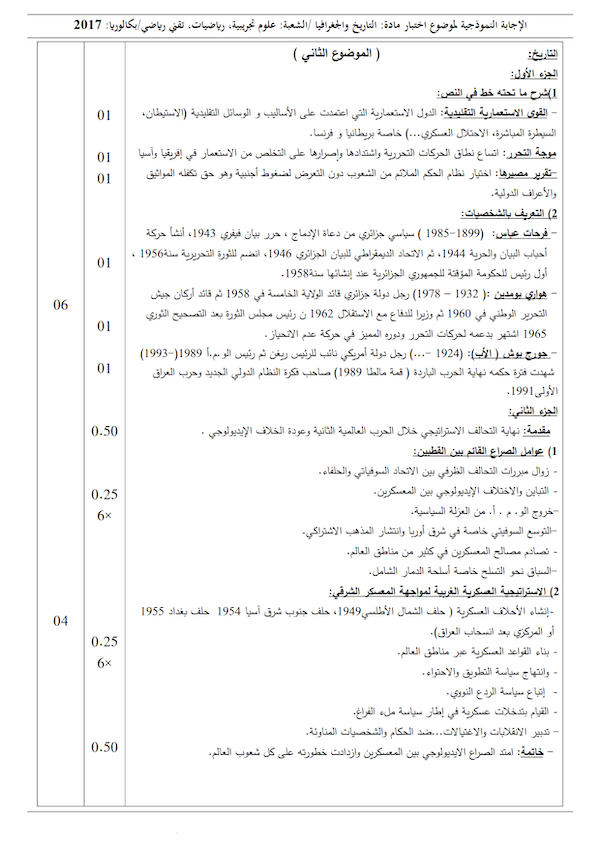 الإجابة النموذجية لموضوع اختبار مادة: التاريخ والجغرافيا /الشعبة: علوم تجريبية، رياضيات، تقني رياضي/بكالوريا: 2017
التاريخ: ( الموضوع الثاني )
الجزء الأول:
1)شرح ما تحته خط في النص:
– القوى الاستعمارية التقليدية: الدول الاستعمارية التي اعتمدت على الأساليب و الوسائل التقليدية (الاستيطان،
01
السيطرة المباشرة، الاحتلال العسكري...) خاصة بريطانيا و فرنسا.
موجة التحرر: اتساع نطاق الحركات التحررية واشتدادها وإصرارها على التخلص من الاستعمار في إفريقيا وآسيا
01
–تقرير مصيرها: اختيار نظام الحكم الملائم من الشعوب دون التعرض لضغوط أجنبية وهو حق تكفله المواثيق
01
والأعراف الدولية.
2) التعريف بالشخصيات:
– فرحات عباس: (1899–1985 ) سياسي جزائري من دعاة الإدماج ، حرر بيان فيفري 1943، أنشأ حركة
أحباب البيان والحرية 1944، ثم الاتحاد الديمقراطي للبيان الجزائري 1946، انضم للثورة التحريرية سنة1956 ،
01
أول رئيس للحكومة المؤقتة للجمهوري الجزائرية عند إنشائها سنة1958.
– هواري بومدين :( 1932 – 1978) رجل دولة جزائري قائد الولاية الخامسة في 1958 ثم قائد أركان جيش
06
التحرير الوطني في 1960 ثم وزيرا للدفاع مع الاستقلال 1962 ن رئيس مجلس الثورة بعد التصحيح الثوري
01
1965 اشتهر بدعمه لحركات التحرر ودوره المميز في حركة عدم الانحياز.
– جورج بوش ( الأب): (1924 –...) رجل دولة أمريكي نائب للرئيس ريغن ثم رئيس الو.م.أ 1989(–1993)
شهدت فترة حكمه نهاية الحرب الباردة ( قمة مالطا 1989) صاحب فكرة النظام الدولي الجديد وحرب العراق
01
الأولى1991.
الجزء الثاني:
مقدمة: نهاية التحالف الاستراتيجي خلال الحرب العالمية الثانية وعودة الخلاف الإيديولوجي .
0.50
1) عوامل الصراع القائم بين القطبين:
- زوال مبررات التحالف الظرفي بين الاتحاد السوفياتي والحلفاء.
- التباين والاختلاف الإيديولوجي بين المعسكرين.
0.25
–خروج الو. م . أ. من العزلة السياسية.
6×
–التوسع السوفيتي خاصة في شرق أوربا وانتشار المذهب الاشتراكي.
- تصادم مصالح المعسكرين في كثير من مناطق العالم.
–السباق نحو التسلح خاصة أسلحة الدمار الشامل.
2) الاستراتيجية العسكرية الغربية لمواجهة المعسكر الشرقي:
-إنشاء الأحلاف العسكرية ( حلف الشمال الأطلسي1949، حلف جنوب شرق آسيا 1954 حلف بغداد 1955
04
أو المركزي بعد انسحاب العراق).
0.25
- بناء القواعد العسكرية عبر مناطق العالم.
6×
- وانتهاج سياسة التطويق والاحتواء.
- إتباع سياسة الردع النووي.
- القيام بتدخلات عسكرية في إطار سياسة ملء الفراغ.
– تدبير الانقلابات والاغتيالات...ضد الحكام والشخصيات المناوئة.
– خاتمة: امتد الصراع الايديولوجي بين المعسكرين وازدادت خطورته على كل شعوب العالم.
0.50